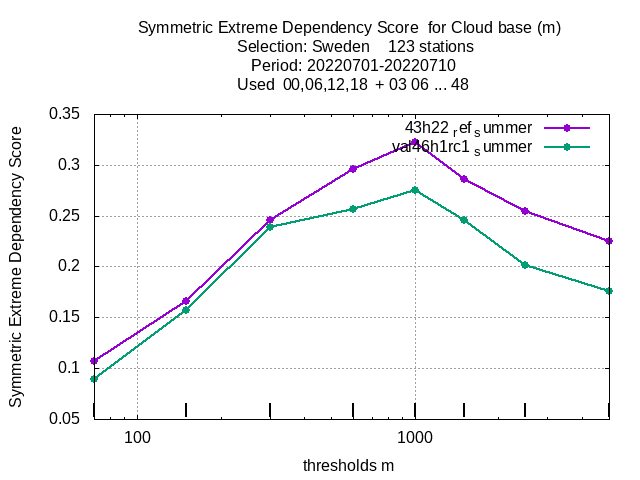 Symmetric Extreme Dependency Score for Cloud base (m)
Selection: Sweden 123 stations
Period: 20220701-20220710
Used 00,06,12,18 + 03 06 ... 48
43h22 ref summer
val46h1rc1 summer
Symmetric Extreme Dependency Score
0.35
0.3
0.25
0.2
0.15
0.1
0.05
100
1000
thresholds m